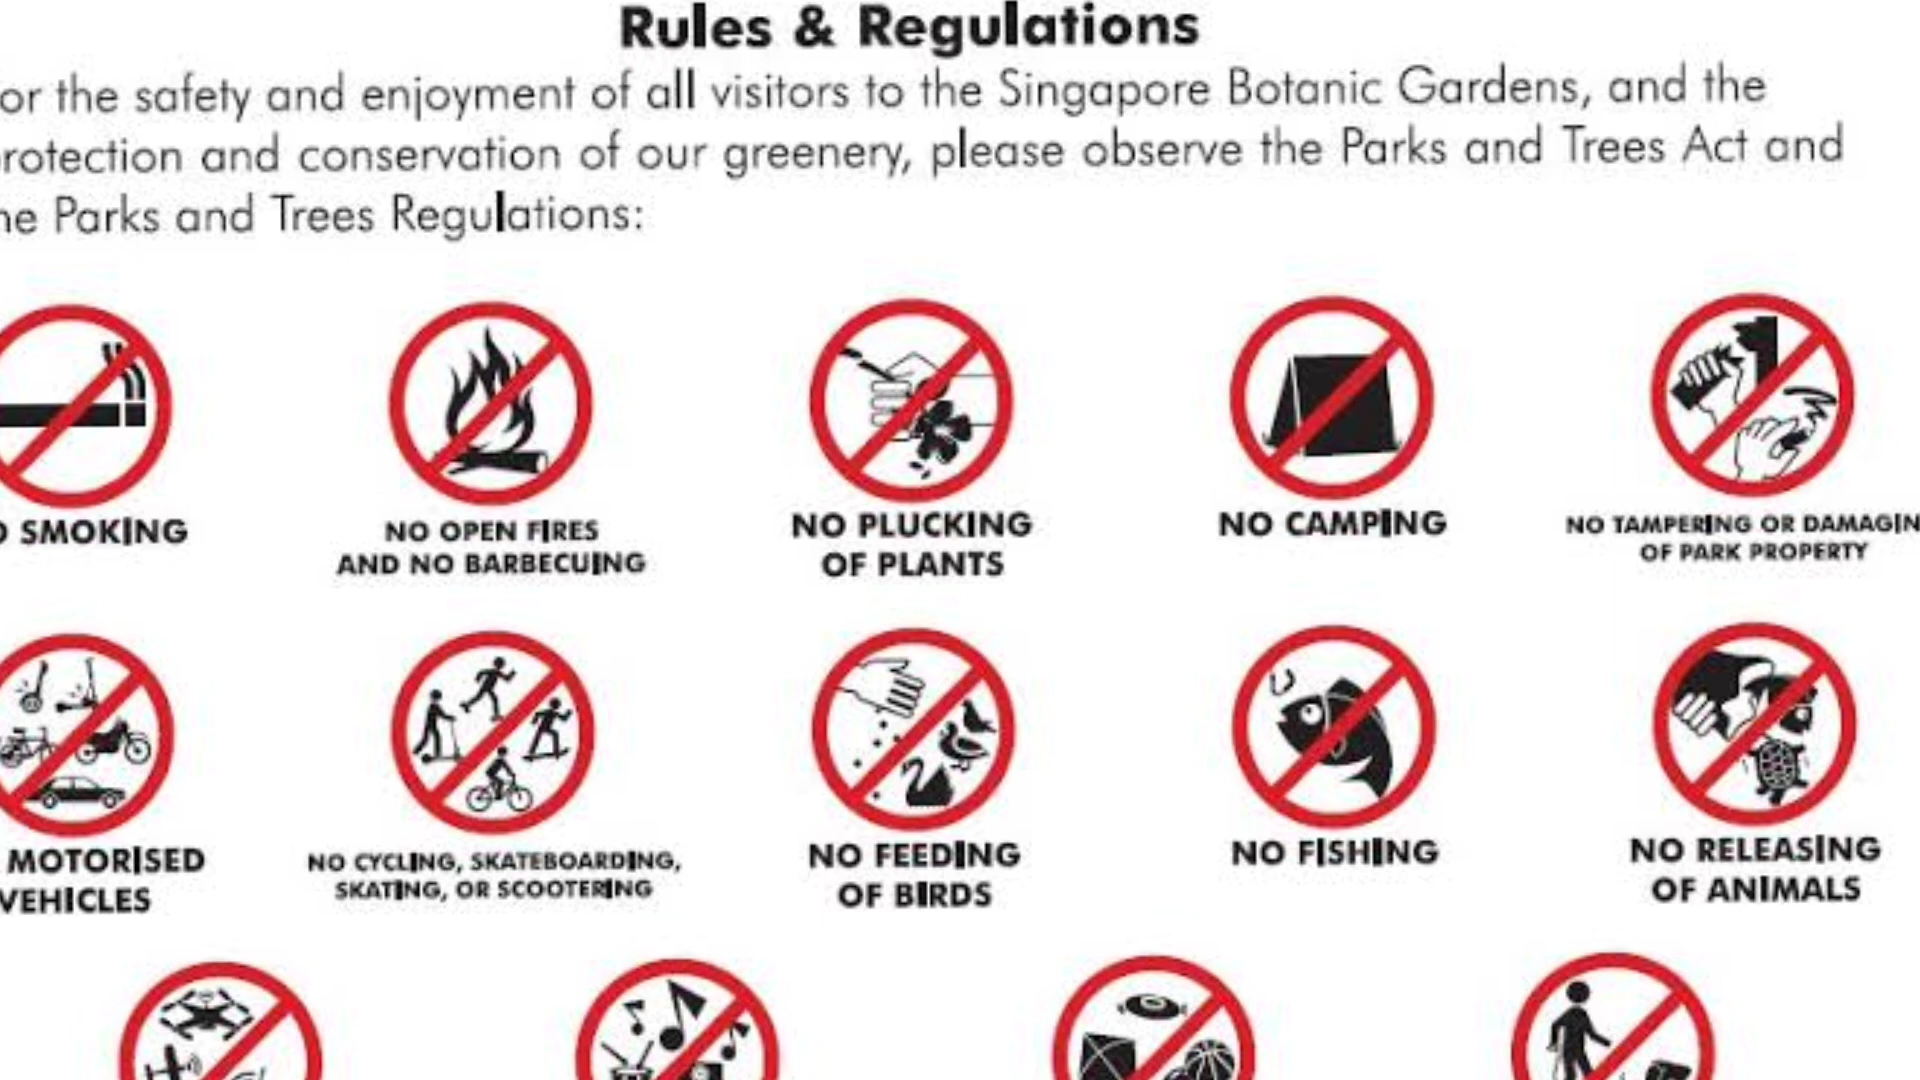 Rules & Regulations
or the safety and enjoyment of all visitors to the Singapore Botanic Gardens, and the
rotection and conservation of our greenery, please observe the Parks and Trees Act and
he Parks and Trees Regulations:
O SMOKING
NO OPEN FIRES
AND NO BARBECUING
NO PLUCKING
OF PLANTS
NO CAMPING
NO TAMPERING OR DAMAGIN
OF PARK PROPERTY
MOTORISED
VEHICLES
NO CYCLING, SKATEBOARDING,
SKATING, OR SCOOTERING
NO FEEDING
OF BIRDS
NO FISHING
NO RELEASING
OF ANIMALS